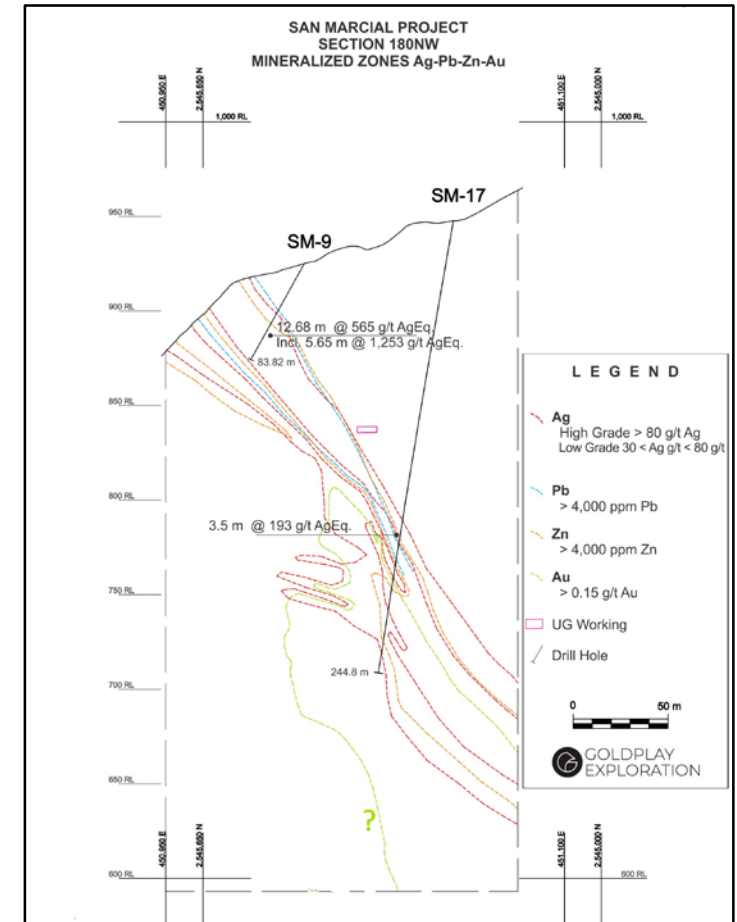 SAN MARCIAL PROJECT
SECTION 180NW
MINERALIZED ZONES Ag-Pb-Zn-Au
450,950 E
2,545,650 N
451,100 E
2,545,000 N
1,000 RL
1,000 RL
950 RL
SM-17
SM-9
900 RL
12.68 m @ 565 g/t AgEq.
Incl. 5.65 m @ 1,253 g/t AgEq.
83.82 m
850 RL
800 RL
3.5 m @ 193 g/t AgEq.
750 RL
244.8 m
700 RL
650 RL
?
600 RL
600 RL
450,950 E
2,545,650 N
451,100 E
2,545,000 N
LEGEND
Ag
High Grade > 80 g/t Ag
Low Grade 30 < Ag g/t < 80 g/t
Pb
> 4,000 ppm Pb
Zn
> 4,000 ppm Zn
Au
> 0.15 g/t Au
UG Working
Drill Hole
0 50 m
GOLDPLAY
EXPLORATION